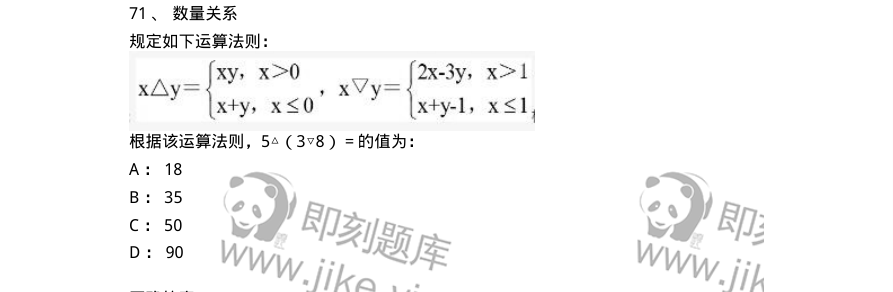 71 、 数量关系
规定如下运算法则：
x△y={xy，x＞0
x+y，x≤0 ，x▽y={2x-3y，x＞1
x+y-1，x≤1，
根据该运算法则，5△（3▽8）=的值为：
A： 18
B： 35
C： 50
D： 90
即刻题库
www.jike
即
www.ji